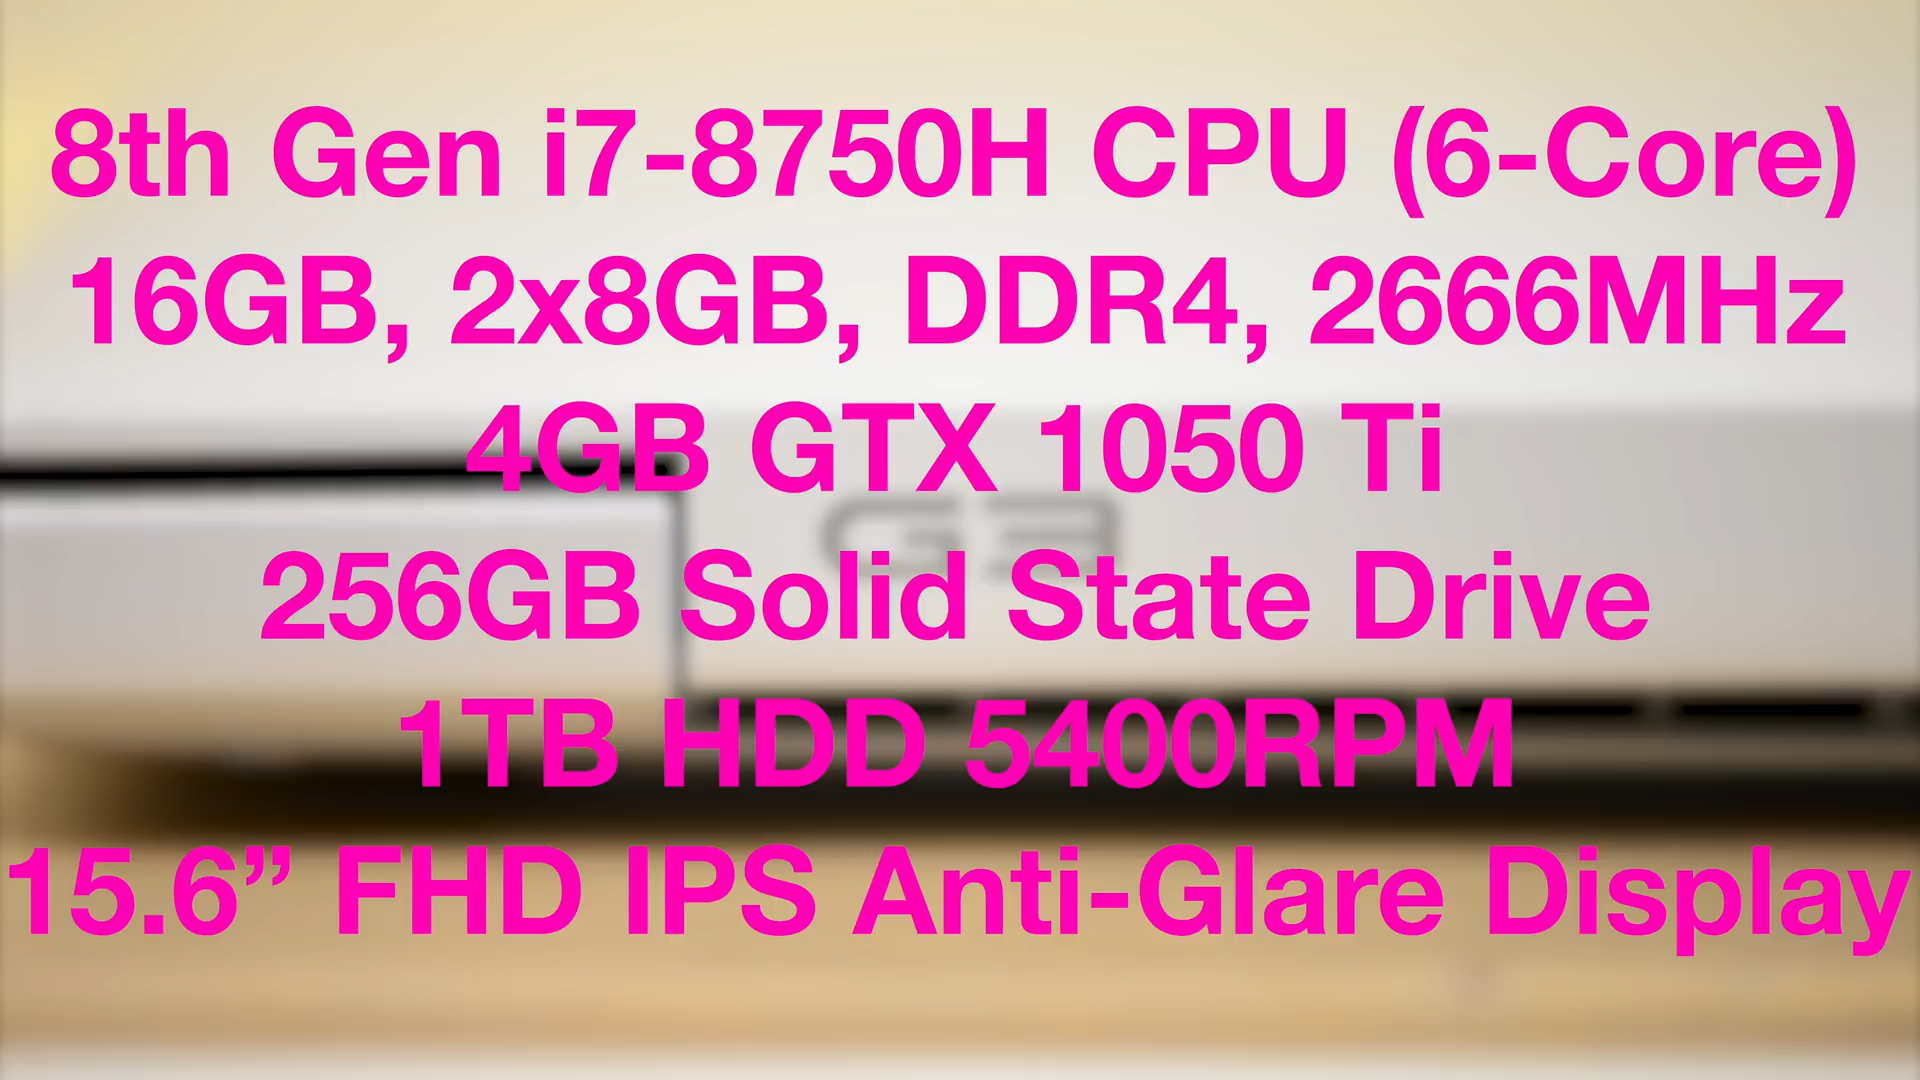 8th Gen i7-8750H CPU (6-Core)
16GB, 2x8GB, DDR4, 2666MHz
4GB GTX 1050 Ti
G3
256GB Solid State Drive
1TB HDD 5400RPM
15.6” FHD IPS Anti-Glare Display